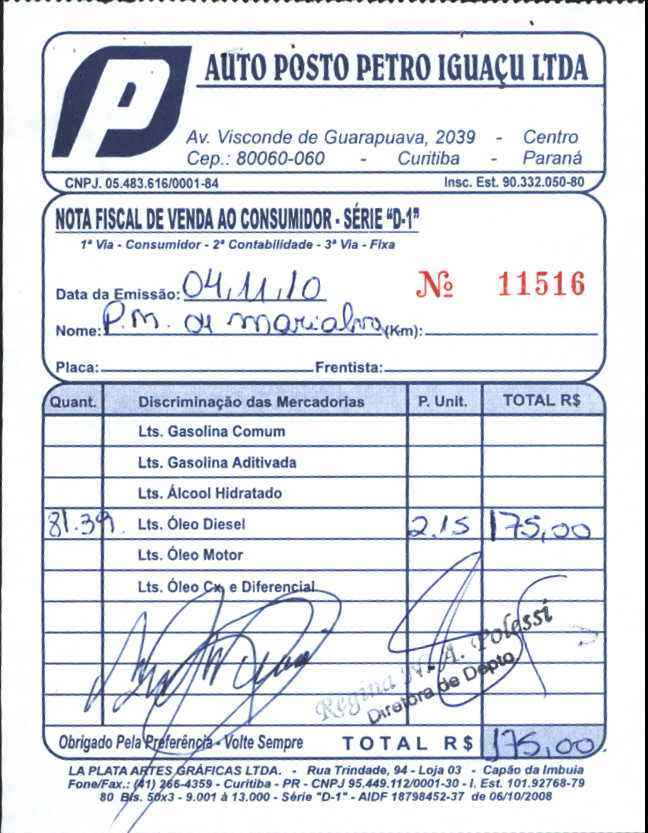 P
AUTO POSTO PETRO IGUAÇU LTDA
Av. Visconde de Guarapuava, 2039 - Centro
Cep.: 80060-060 - Curitiba - Paraná
CNPJ. 05.483.616/0001-84 Insc. Est. 90.332.050-80
NOTA FISCAL DE VENDA AO CONSUMIDOR - SÉRIE "D-1"
1ª Via - Consumidor - 2ª Contabilidade - 3ª Via - Fixa
Data da Emissão: 04,11,10 Nº 11516
Nome: P.M. de Marialva (Km):
Placa: Frentista:
Quant. Discriminação das Mercadorias P. Unit. TOTAL R$
Lts. Gasolina Comum
Lts. Gasolina Aditivada
Lts. Álcool Hidratado
81.39 Lts. Óleo Diesel 2.15 175,00
Lts. Óleo Motor
Lts. Óleo Cx. e Diferencial
Regina N. A. Polessi
Diretora de Depto.
Obrigado Pela Preferência - Volte Sempre TOTAL R$ 175,00
LA PLATA ARTES GRÁFICAS LTDA. - Rua Trindade, 94 - Loja 03 - Capão da Imbuia
Fone/Fax.: (41) 266-4359 - Curitiba - PR - CNPJ 95.449.112/0001-30 - I. Est. 101.92768-79
80 Bls. 50x3 - 9.001 à 13.000 - Série "D-1" - AIDF 18798452-37 de 06/10/2008